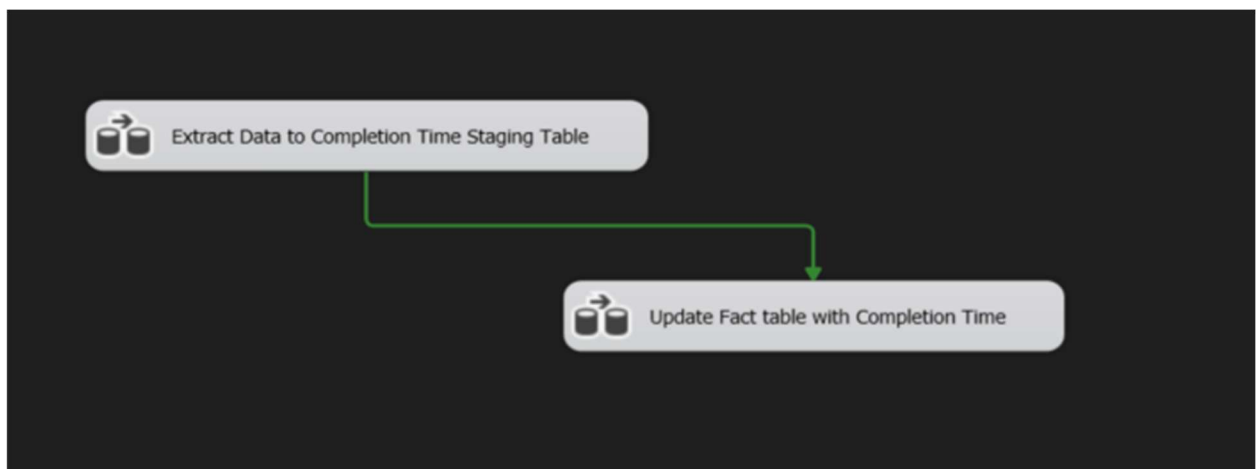 Extract Data to Completion Time Staging Table
Update Fact table with Completion Time